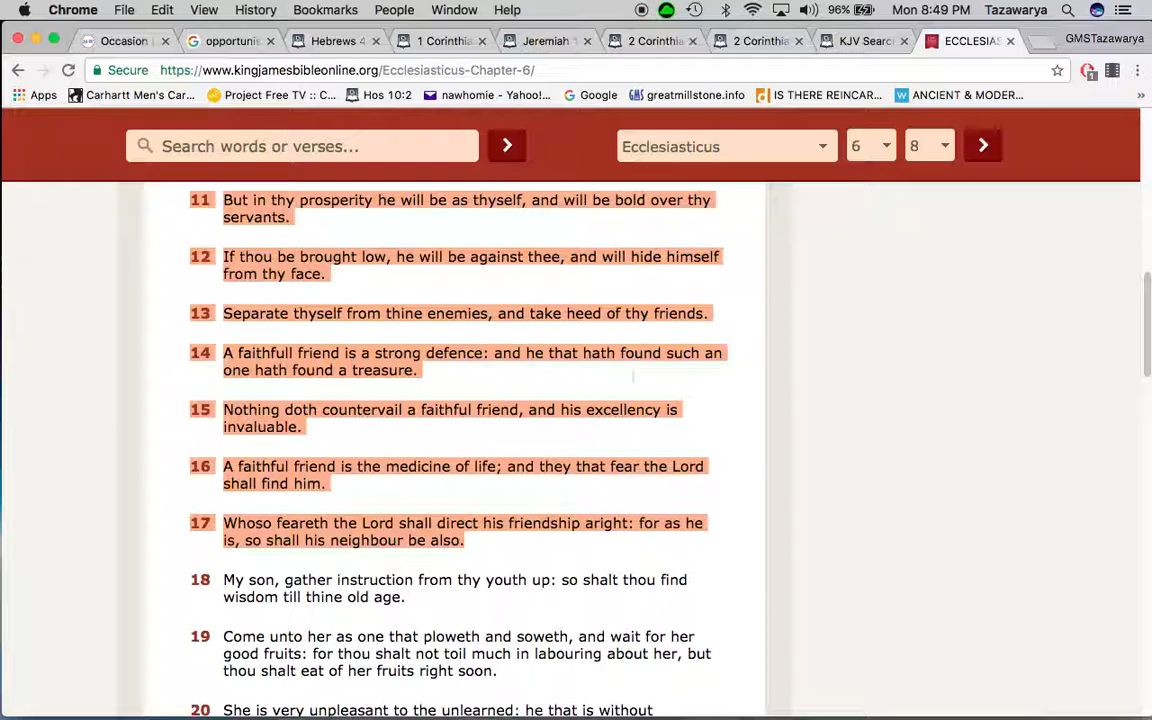 Chrome File Edit View History Bookmarks People Window Help 96% Mon 8:49 PM Tazawarya
Occasion opportunis Hebrews 4 1 Corinthia Jeremiah 1 2 Corinthia 2 Corinthia KJV Searc ECCLESIAS GMSTazawarya
Secure https://www.kingjamesbibleonline.org/Ecclesiasticus-Chapter-6/ 1
Apps Carhartt Men's Car... Project Free TV :: C... Hos 10:2 nawhomie - Yahoo!... Google GMS greatmillstone.info IS THERE REINCAR... W ANCIENT & MODER... »
Search words or verses... Ecclesiasticus 6 8
11 But in thy prosperity he will be as thyself, and will be bold over thy
servants.
12 If thou be brought low, he will be against thee, and will hide himself
from thy face.
13 Separate thyself from thine enemies, and take heed of thy friends.
14 A faithfull friend is a strong defence: and he that hath found such an
one hath found a treasure.
15 Nothing doth countervail a faithful friend, and his excellency is
invaluable.
16 A faithful friend is the medicine of life; and they that fear the Lord
shall find him.
17 Whoso feareth the Lord shall direct his friendship aright: for as he
is, so shall his neighbour be also.
18 My son, gather instruction from thy youth up: so shalt thou find
wisdom till thine old age.
19 Come unto her as one that ploweth and soweth, and wait for her
good fruits: for thou shalt not toil much in labouring about her, but
thou shalt eat of her fruits right soon.
20 She is very unpleasant to the unlearned: he that is without